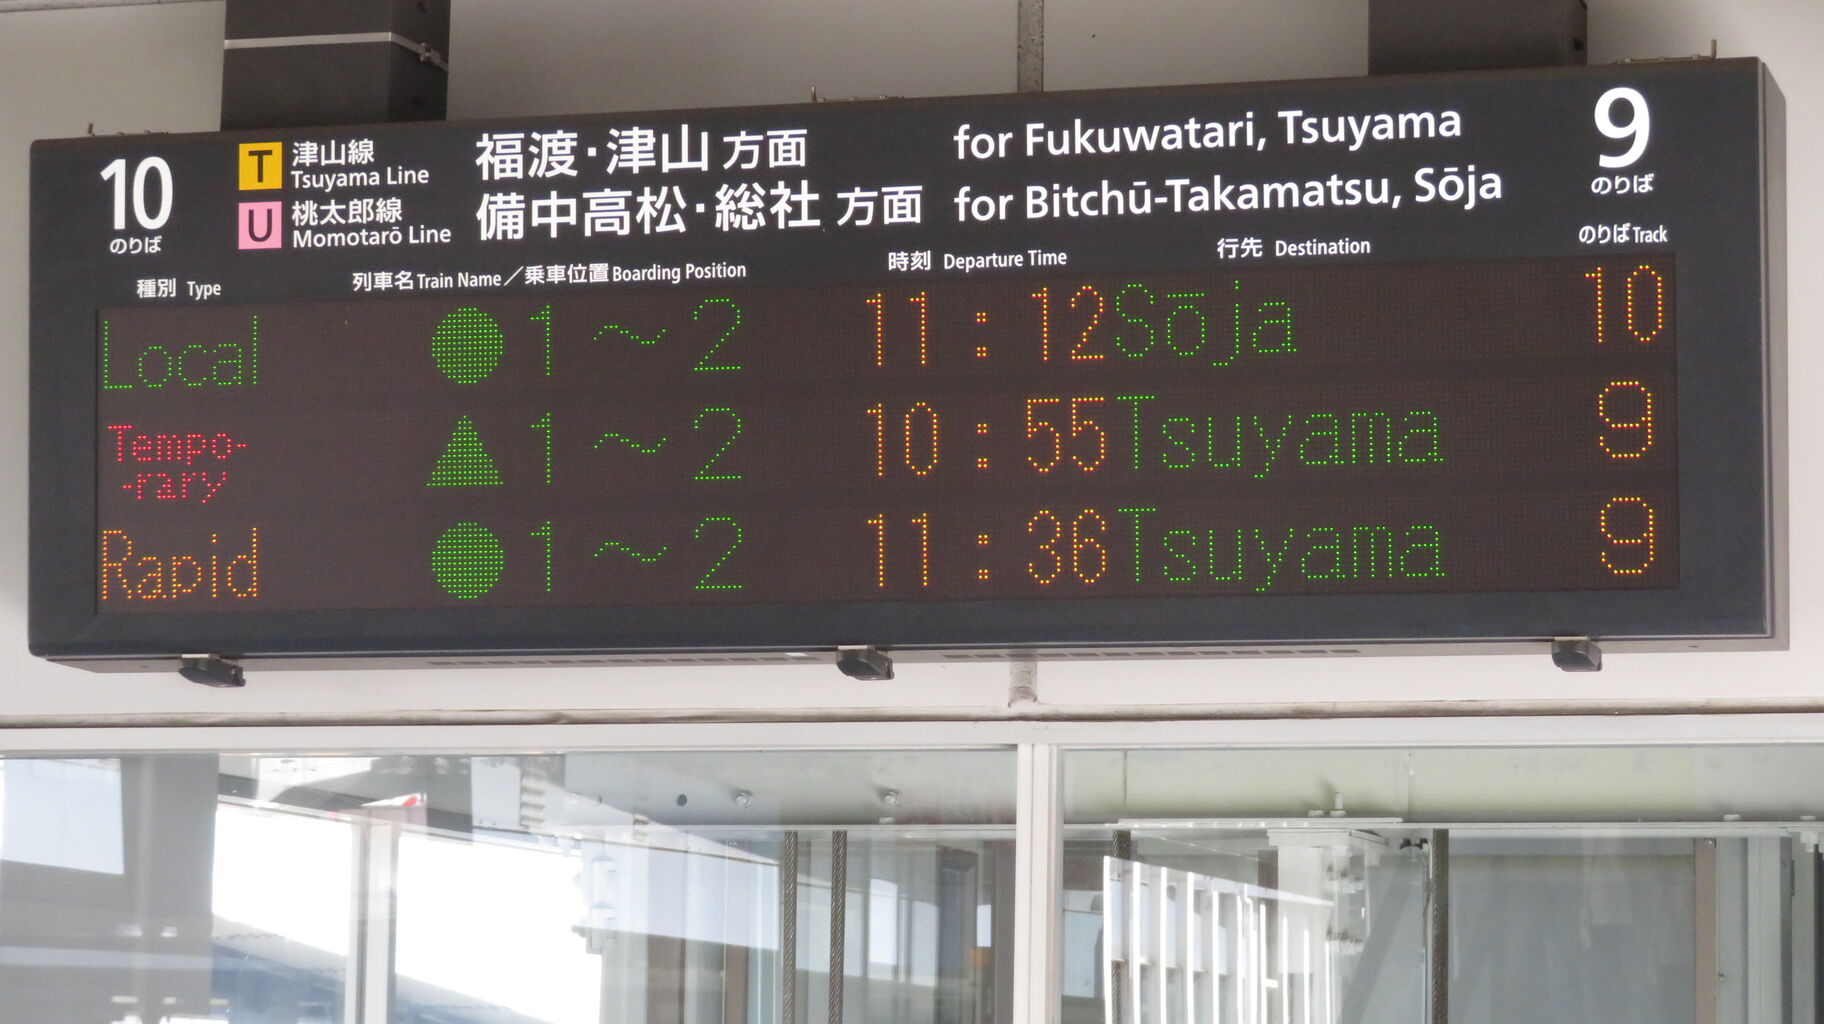 10 のりば
T 津山線 Tsuyama Line
U 桃太郎線 Momotarō Line
福渡・津山 方面 for Fukuwatari, Tsuyama
備中高松・総社 方面 for Bitchū-Takamatsu, Sōja
9 のりば
種別 Type 列車名 Train Name／乗車位置 Boarding Position 時刻 Departure Time 行先 Destination のりば Track
Local ●1～2 11:12 Sōja 10
Tempo-
-rary ▲1～2 10:55 Tsuyama 9
Rapid ●1～2 11:36 Tsuyama 9